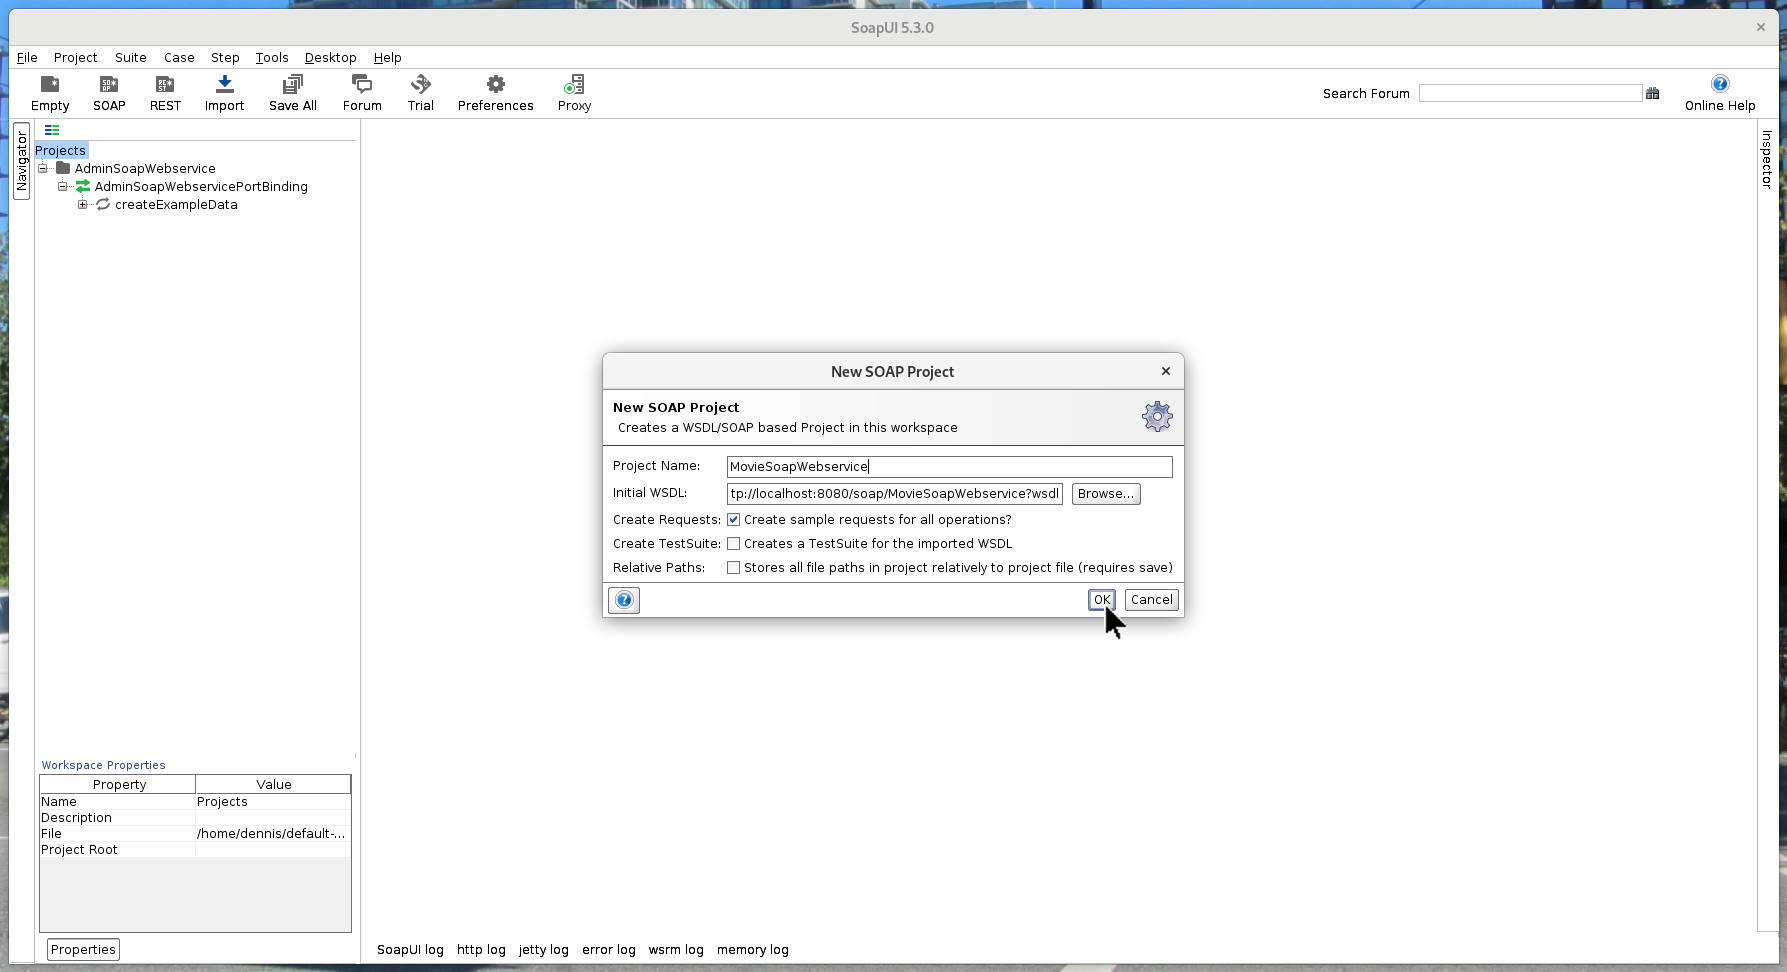 SoapUI 5.3.0
File Project Suite Case Step Tools Desktop Help
Empty SOAP REST Import Save All Forum Trial Preferences Proxy Search Forum Online Help
Navigator
Inspector
Projects
AdminSoapWebservice
AdminSoapWebservicePortBinding
createExampleData
New SOAP Project
New SOAP Project
Creates a WSDL/SOAP based Project in this workspace
Project Name: MovieSoapWebservice
Initial WSDL: tp://localhost:8080/soap/MovieSoapWebservice?wsdl Browse...
Create Requests: Create sample requests for all operations?
Create TestSuite: Creates a TestSuite for the imported WSDL
Relative Paths: Stores all file paths in project relatively to project file (requires save)
OK Cancel
Workspace Properties
Property Value
Name Projects
Description
File /home/dennis/default-...
Project Root
Properties
SoapUI log http log jetty log error log wsrm log memory log